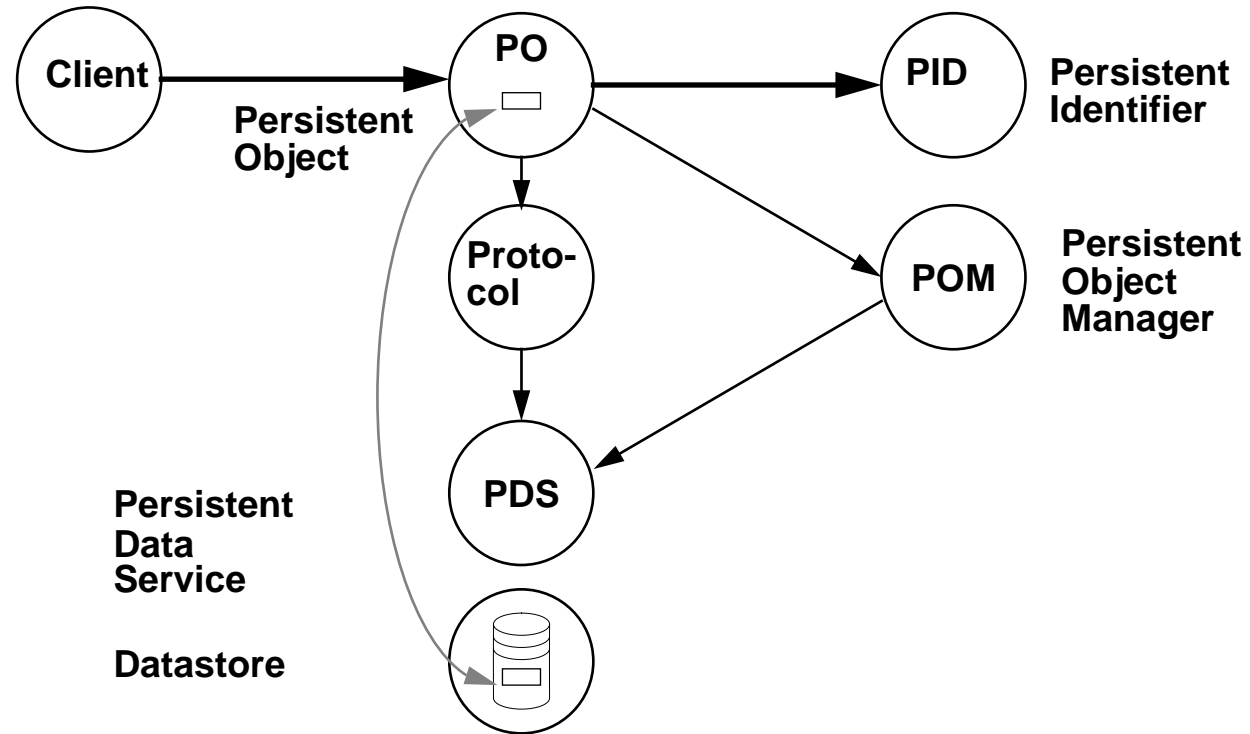 Client
PO
PID
Persistent
Identifier
Persistent
Object
Proto-
col
POM
Persistent
Object
Manager
PDS
Persistent
Data
Service
Datastore